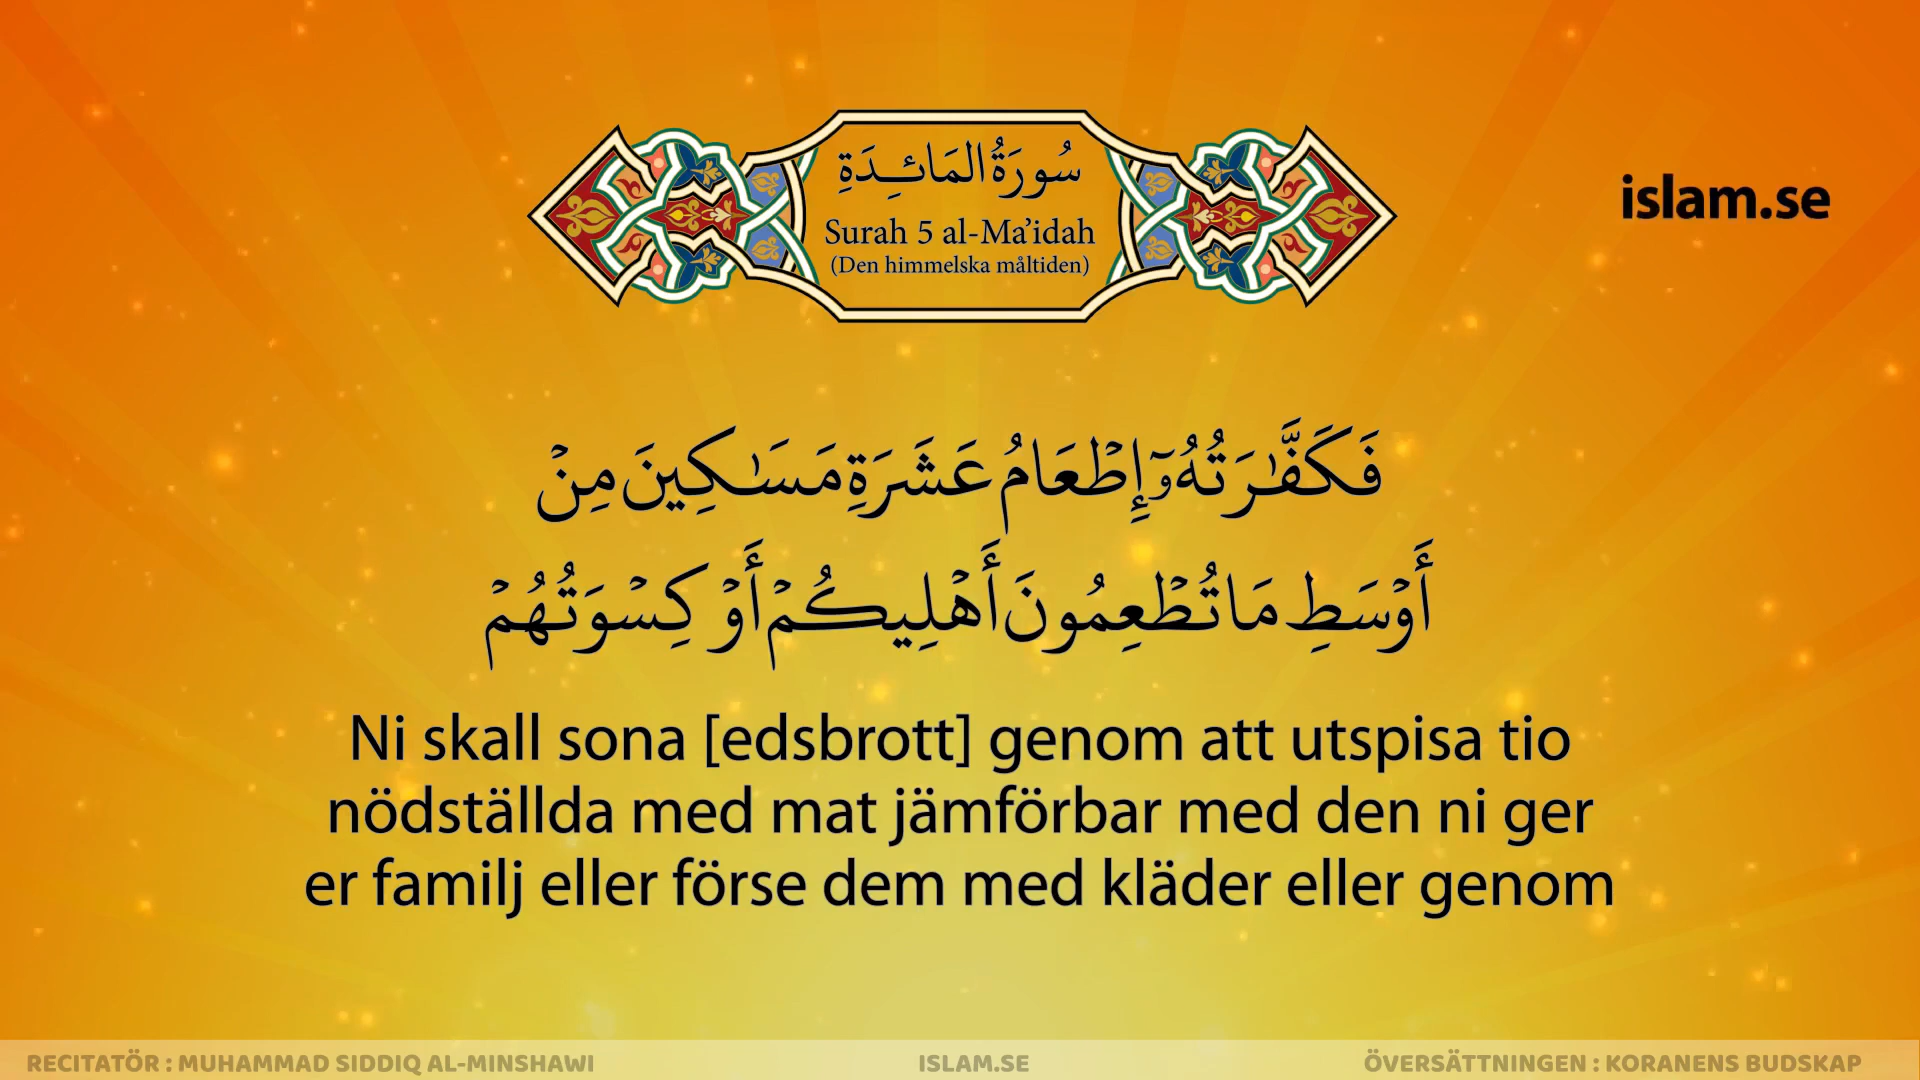 سُورَةُ المَائِدَةِ
Surah 5 al-Ma’idah
(Den himmelska måltiden)
islam.se
فَكَفَّٰرَتُهُۥٓ إِطۡعَامُ عَشَرَةِ مَسَٰكِينَ مِنۡ
أَوۡسَطِ مَا تُطۡعِمُونَ أَهۡلِيكُمۡ أَوۡ كِسۡوَتُهُمۡ
Ni skall sona [edsbrott] genom att utspisa tio
nödställda med mat jämförbar med den ni ger
er familj eller förse dem med kläder eller genom
RECITATÖR : MUHAMMAD SIDDIQ AL-MINSHAWI
ISLAM.SE
ÖVERSÄTTNINGEN : KORANENS BUDSKAP